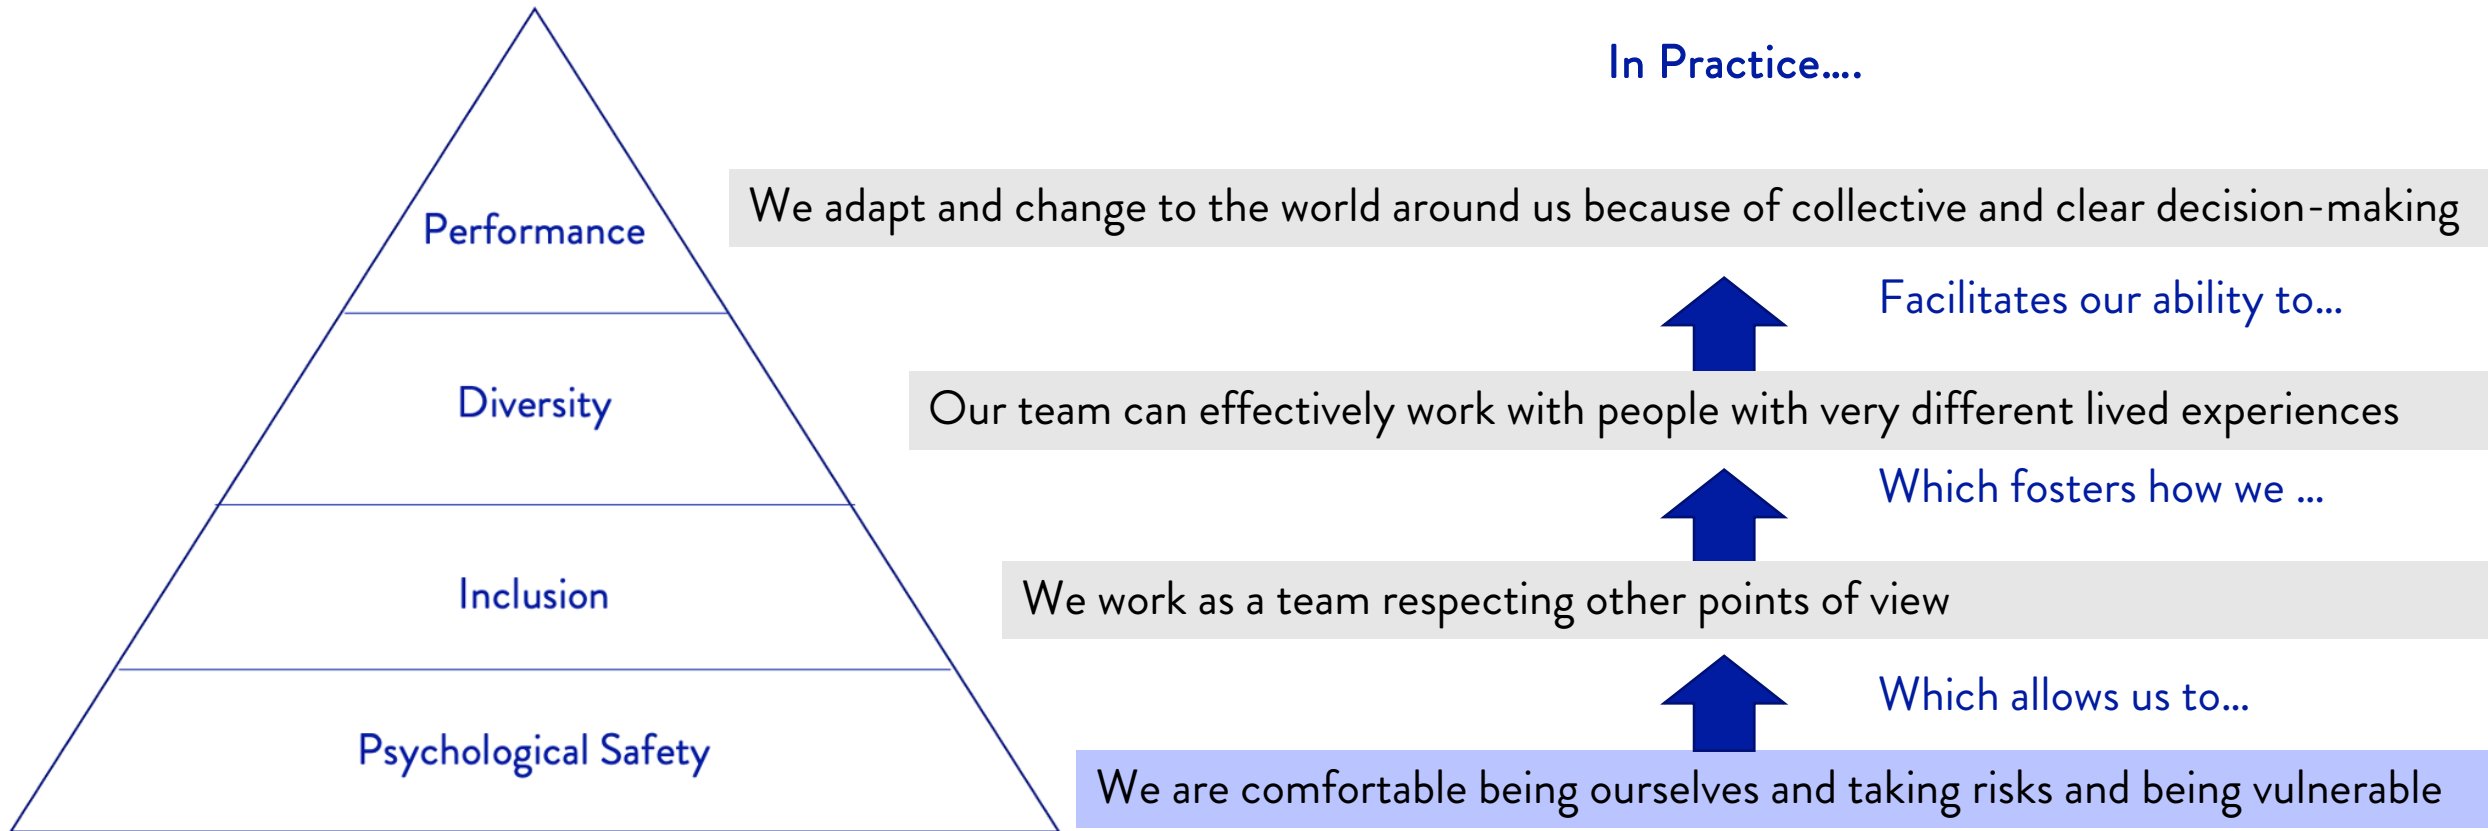 In Practice....
Performance
We adapt and change to the world around us because of collective and clear decision-making
Facilitates our ability to...
Diversity
Our team can effectively work with people with very different lived experiences
Which fosters how we ...
Inclusion
We work as a team respecting other points of view
Which allows us to...
Psychological Safety
We are comfortable being ourselves and taking risks and being vulnerable